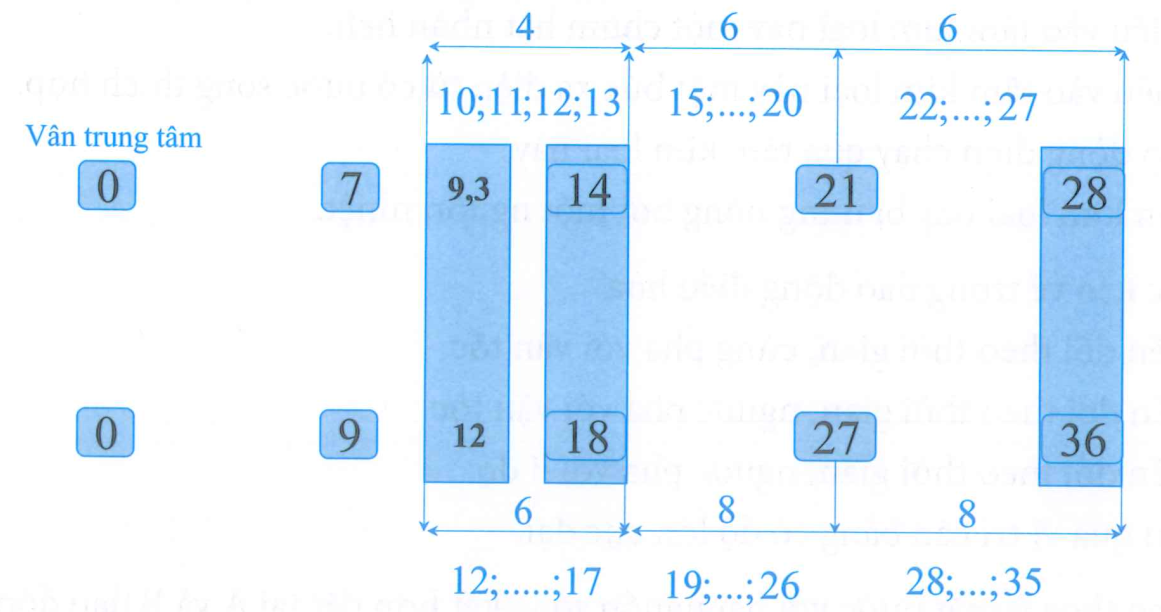 4 6 6
10;11;12;13 15;...;20 22;...;27
Vân trung tâm
0 7 9,3 14 21 28
0 9 12 18 27 36
6 8 8
12;.....;17 19;...;26 28;...;35